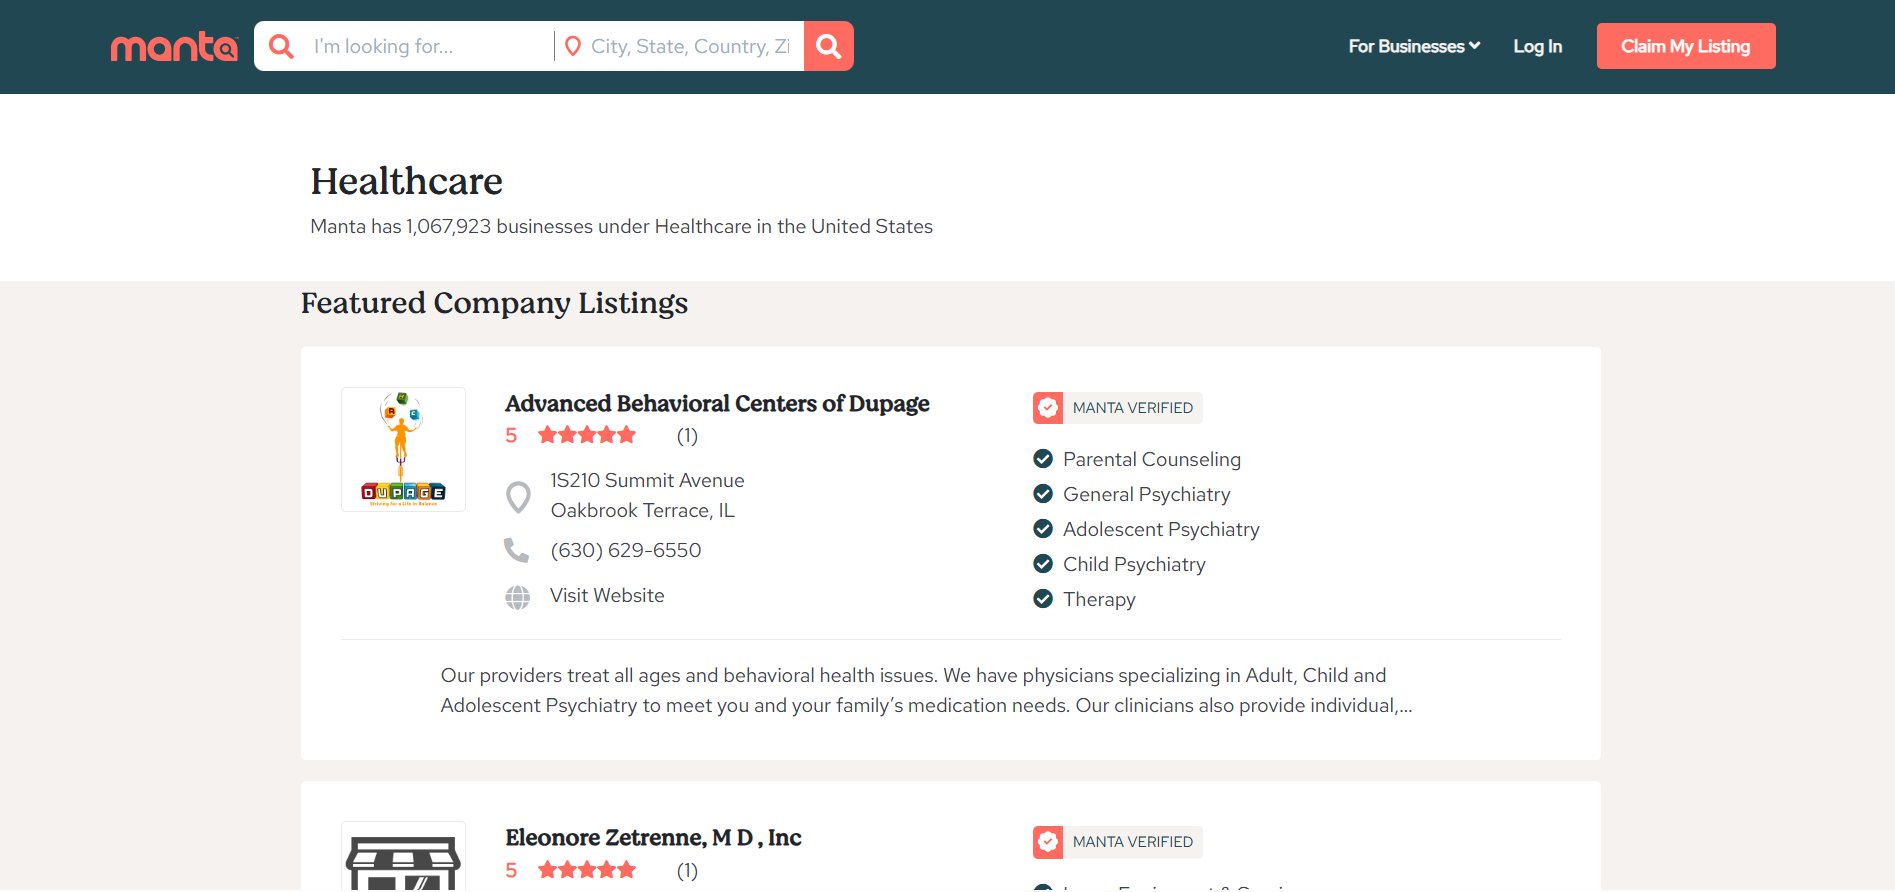 manta
I'm looking for...
City, State, Country, Zi
For Businesses
Log In
Claim My Listing
Healthcare
Manta has 1,067,923 businesses under Healthcare in the United States
Featured Company Listings
DUPAGE
Striving for a Life in Balance
Advanced Behavioral Centers of Dupage
5 (1)
1S210 Summit Avenue
Oakbrook Terrace, IL
(630) 629-6550
Visit Website
MANTA VERIFIED
Parental Counseling
General Psychiatry
Adolescent Psychiatry
Child Psychiatry
Therapy
Our providers treat all ages and behavioral health issues. We have physicians specializing in Adult, Child and
Adolescent Psychiatry to meet you and your family’s medication needs. Our clinicians also provide individual,...
Eleonore Zetrenne, M D , Inc
5 (1)
MANTA VERIFIED